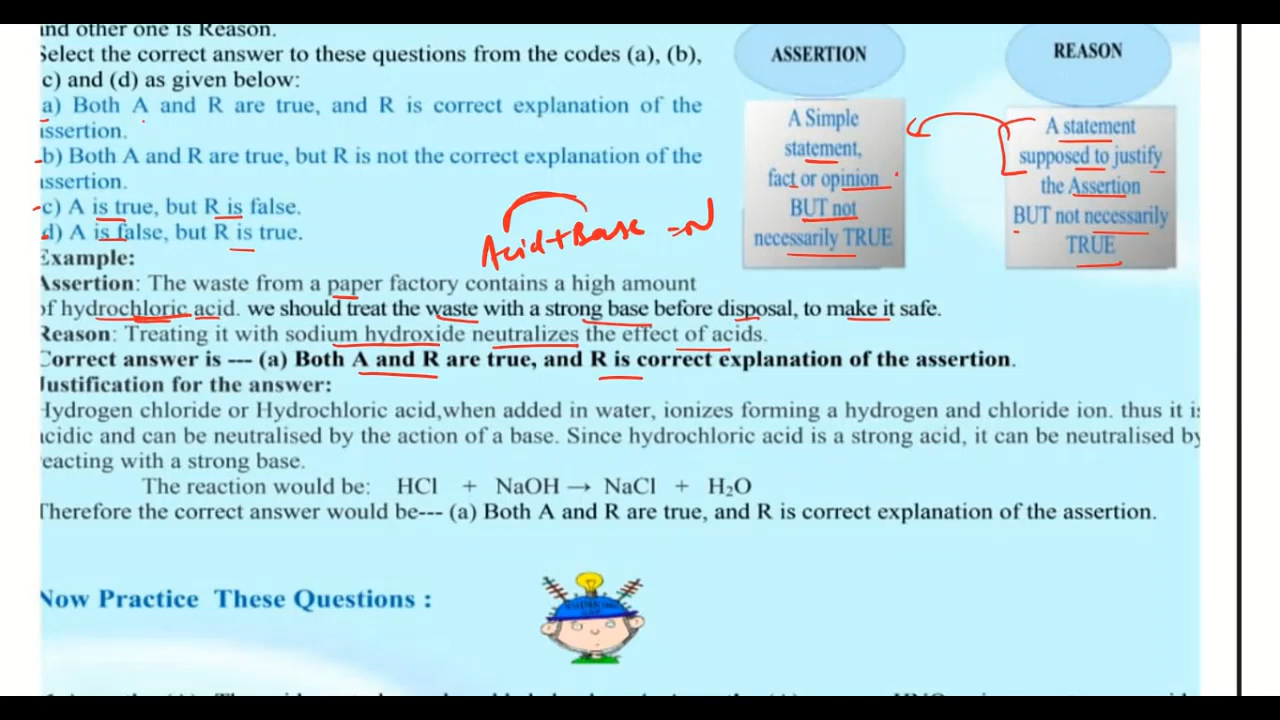 and other one is Reason.
Select the correct answer to these questions from the codes (a), (b),
c) and (d) as given below:
a) Both A and R are true, and R is correct explanation of the
assertion.
b) Both A and R are true, but R is not the correct explanation of the
assertion.
c) A is true, but R is false.
d) A is false, but R is true.
ASSERTION
A Simple
statement,
fact or opinion
BUT not
necessarily TRUE
REASON
A statement
supposed to justify
the Assertion
BUT not necessarily
TRUE
Acid + Base → N
Example:
Assertion: The waste from a paper factory contains a high amount
of hydrochloric acid. we should treat the waste with a strong base before disposal, to make it safe.
Reason: Treating it with sodium hydroxide neutralizes the effect of acids.
Correct answer is --- (a) Both A and R are true, and R is correct explanation of the assertion.
Justification for the answer:
Hydrogen chloride or Hydrochloric acid,when added in water, ionizes forming a hydrogen and chloride ion. thus it is
acidic and can be neutralised by the action of a base. Since hydrochloric acid is a strong acid, it can be neutralised by
reacting with a strong base.
The reaction would be: HCl + NaOH → NaCl + H₂O
Therefore the correct answer would be--- (a) Both A and R are true, and R is correct explanation of the assertion.
Now Practice These Questions :